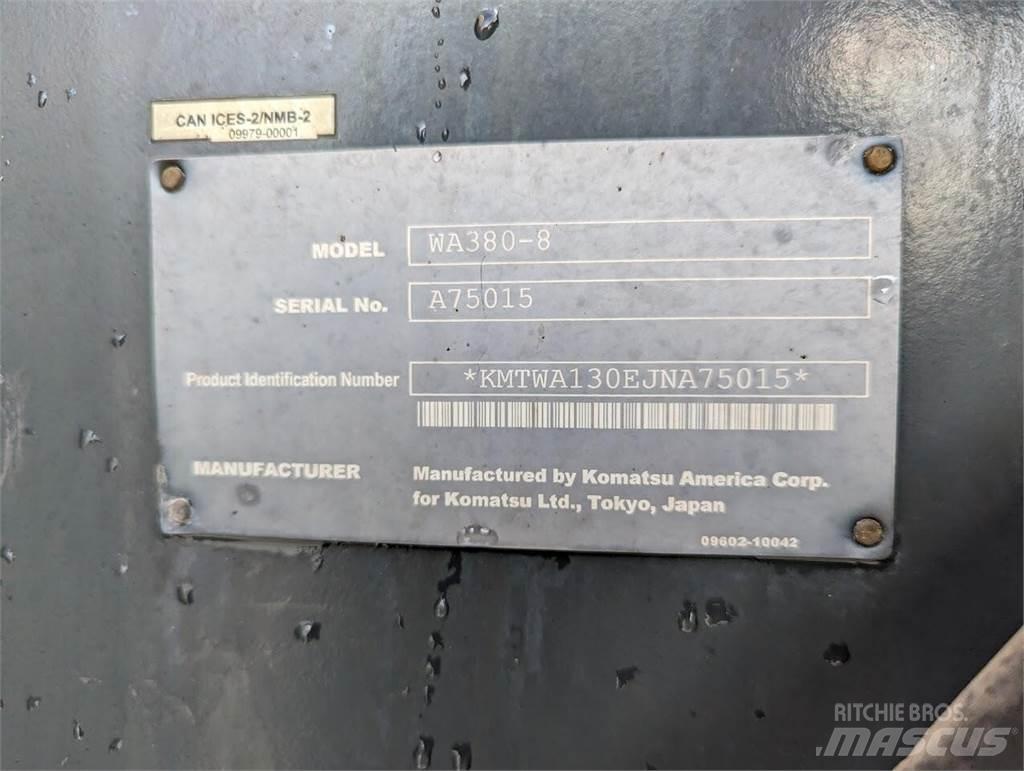 CAN ICES-2/NMB-2
09979-00001
MODEL WA380-8
SERIAL No. A75015
Product Identification Number *KMTWA130EJNA75015*
MANUFACTURER Manufactured by Komatsu America Corp.
for Komatsu Ltd., Tokyo, Japan
09602-10042
RITCHIE BROS.
MASCUS